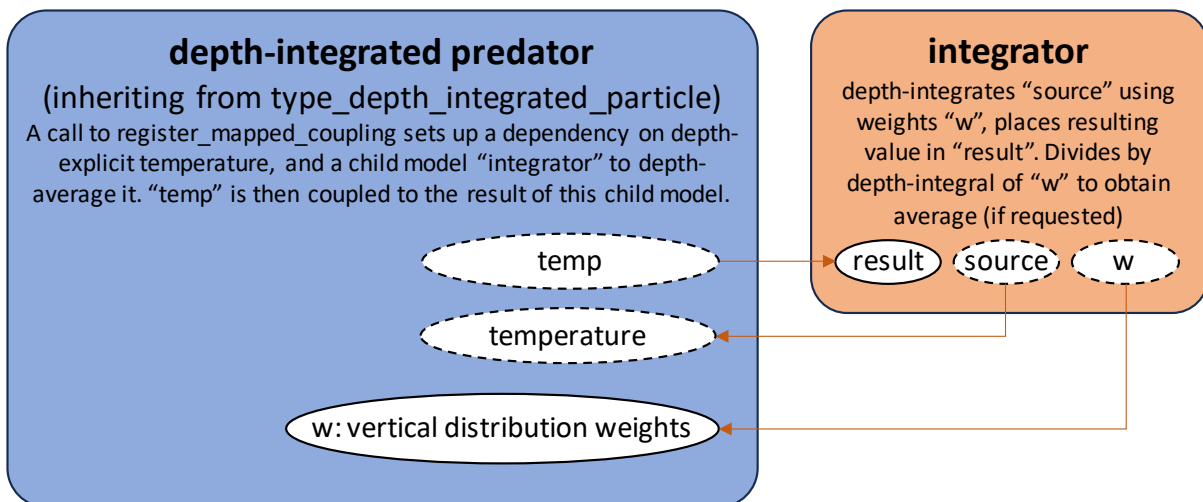 depth-integrated predator
(inheriting from type_depth_integrated_particle)
A call to register_mapped_coupling sets up a dependency on depth-
explicit temperature, and a child model “integrator” to depth-
average it. “temp” is then coupled to the result of this child model.
temp
temperature
w: vertical distribution weights
integrator
depth-integrates “source” using
weights “w”, places resulting
value in “result”. Divides by
depth-integral of “w” to obtain
average (if requested)
result source w